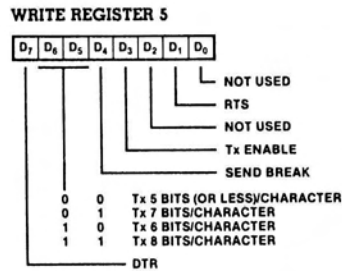 WRITE REGISTER 5
D7 D6 D5 D4 D3 D2 D1 D0
NOT USED
RTS
NOT USED
Tx ENABLE
SEND BREAK
0 0 Tx 5 BITS (OR LESS)/CHARACTER
0 1 Tx 7 BITS/CHARACTER
1 0 Tx 6 BITS/CHARACTER
1 1 Tx 8 BITS/CHARACTER
DTR